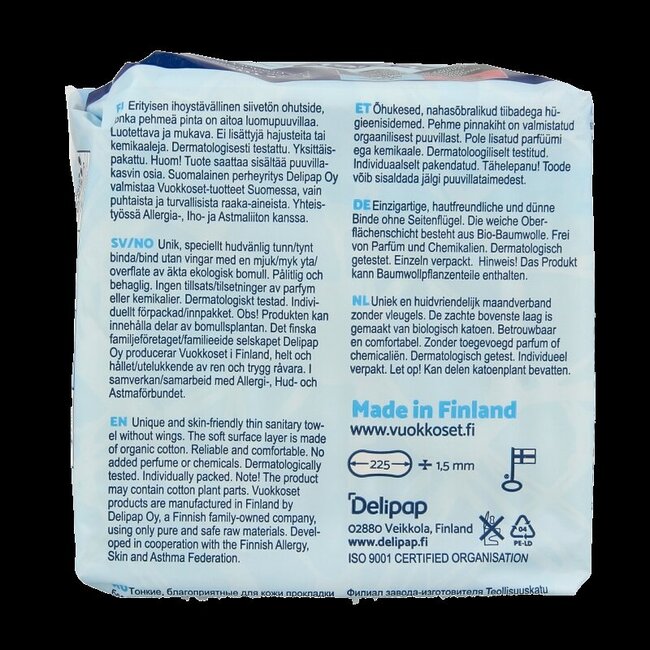 FI Erityisen ihoystävällinen siivetön ohutside,
jonka pehmeä pinta on aitoa luomupuuvillaa.
Luotettava ja mukava. Ei lisättyjä hajusteita tai
kemikaaleja. Dermatologisesti testattu. Yksittäis-
pakattu. Huom! Tuote saattaa sisältää puuvilla-
kasvin osia. Suomalainen perheyritys Delipap Oy
valmistaa Vuokkoset-tuotteet Suomessa, vain
puhtaista ja turvallisista raaka-aineista. Yhteis-
työssä Allergia-, Iho- ja Astmaliiton kanssa.
SV/NO Unik, speciellt hudvänlig tunn/tynt
binda/bind utan vingar med en mjuk/myk yta/
overflate av äkta ekologisk bomull. Pålitlig och
behaglig. Ingen tillsats/tilsetninger av parfym
eller kemikalier. Dermatologiskt testad. Individu-
ellt förpackad/innpakket. Obs! Produkten kan
innehålla delar av bomullsplantan. Det finska
familjeföretaget/familieeide selskapet Delipap
Oy producerar Vuokkoset i Finland, helt och
hållet/utelukkende av ren och trygg råvara. I
samverkan/samarbeid med Allergi-, Hud- och
Astmaförbundet.
EN Unique and skin-friendly thin sanitary tow-
el without wings. The soft surface layer is made
of organic cotton. Reliable and comfortable. No
added perfume or chemicals. Dermatologically
tested. Individually packed. Note! The product
may contain cotton plant parts. Vuokkoset
products are manufactured in Finland by
Delipap Oy, a Finnish family-owned company,
using only pure and safe raw materials. Devel-
oped in cooperation with the Finnish Allergy,
Skin and Asthma Federation.
RU Тонкие, благоприятные для кожи прокладки
ET Õhukesed, nahasõbralikud tiibadega hü-
gieenisidemed. Pehme pinnakiht on valmistatud
orgaanilisest puuvillast. Pole lisatud parfüümi
ega kemikaale. Dermatoloogiliselt testitud.
Individuaalselt pakendatud. Tähelepanu! Toode
võib sisaldada jälgi puuvillataimedest.
DE Einzigartige, hautfreundliche und dünne
Binde ohne Seitenflügel. Die weiche Ober-
flächenschicht besteht aus Bio-Baumwolle. Frei
von Parfüm und Chemikalien. Dermatologisch
getestet. Einzeln verpackt. Hinweis! Das Produkt
kann Baumwollpflanzenteile enthalten.
NL Uniek en huidvriendelijk maandverband
zonder vleugels. De zachte bovenste laag is
gemaakt van biologisch katoen. Betrouwbaar
en comfortabel. Zonder toegevoegd parfum of
chemicaliën. Dermatologisch getest. Individueel
verpakt. Let op! Kan delen katoenplant bevatten.
Made in Finland
www.vuokkoset.fi
225 1,5 mm
Delipap
02880 Veikkola, Finland
www.delipap.fi
04
PE-LD
ISO 9001 CERTIFIED ORGANISATION
Филиал завода-изготовителя Teollisuuskatu